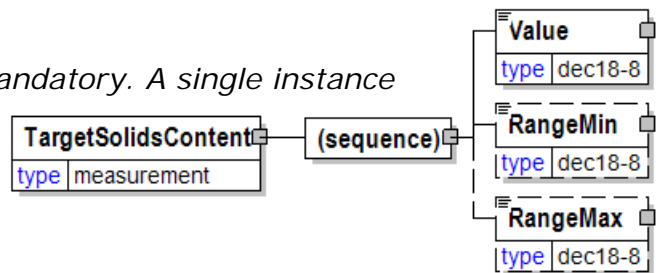 Value
type dec18-8
andatory. A single instance
RangeMin
TargetSolidsContent (sequence)
type dec18-8
type measurement
RangeMax
type dec18-8